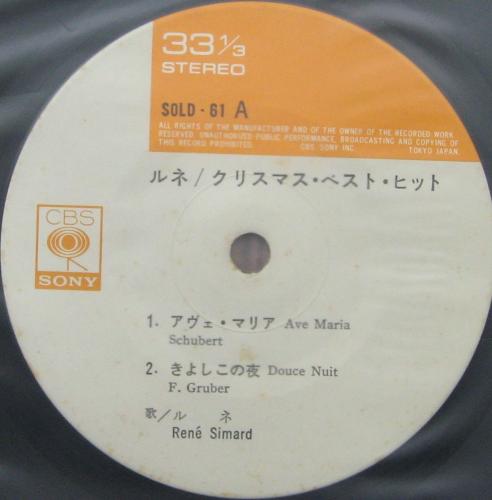 33 1/3
STEREO
SOLD-61 A
ALL RIGHTS OF THE MANUFACTURER AND OF THE OWNER OF THE RECORDED WORK
RESERVED. UNAUTHORIZED PUBLIC PERFORMANCE, BROADCASTING AND COPYING OF
THIS RECORD PROHIBITED. CBS SONY INC. TOKYO JAPAN.
ルネ/クリスマス・ベスト・ヒット
CBS
SONY
1. アヴェ・マリア Ave Maria
Schubert
2. きよしこの夜 Douce Nuit
F. Gruber
歌/ルネ
René Simard